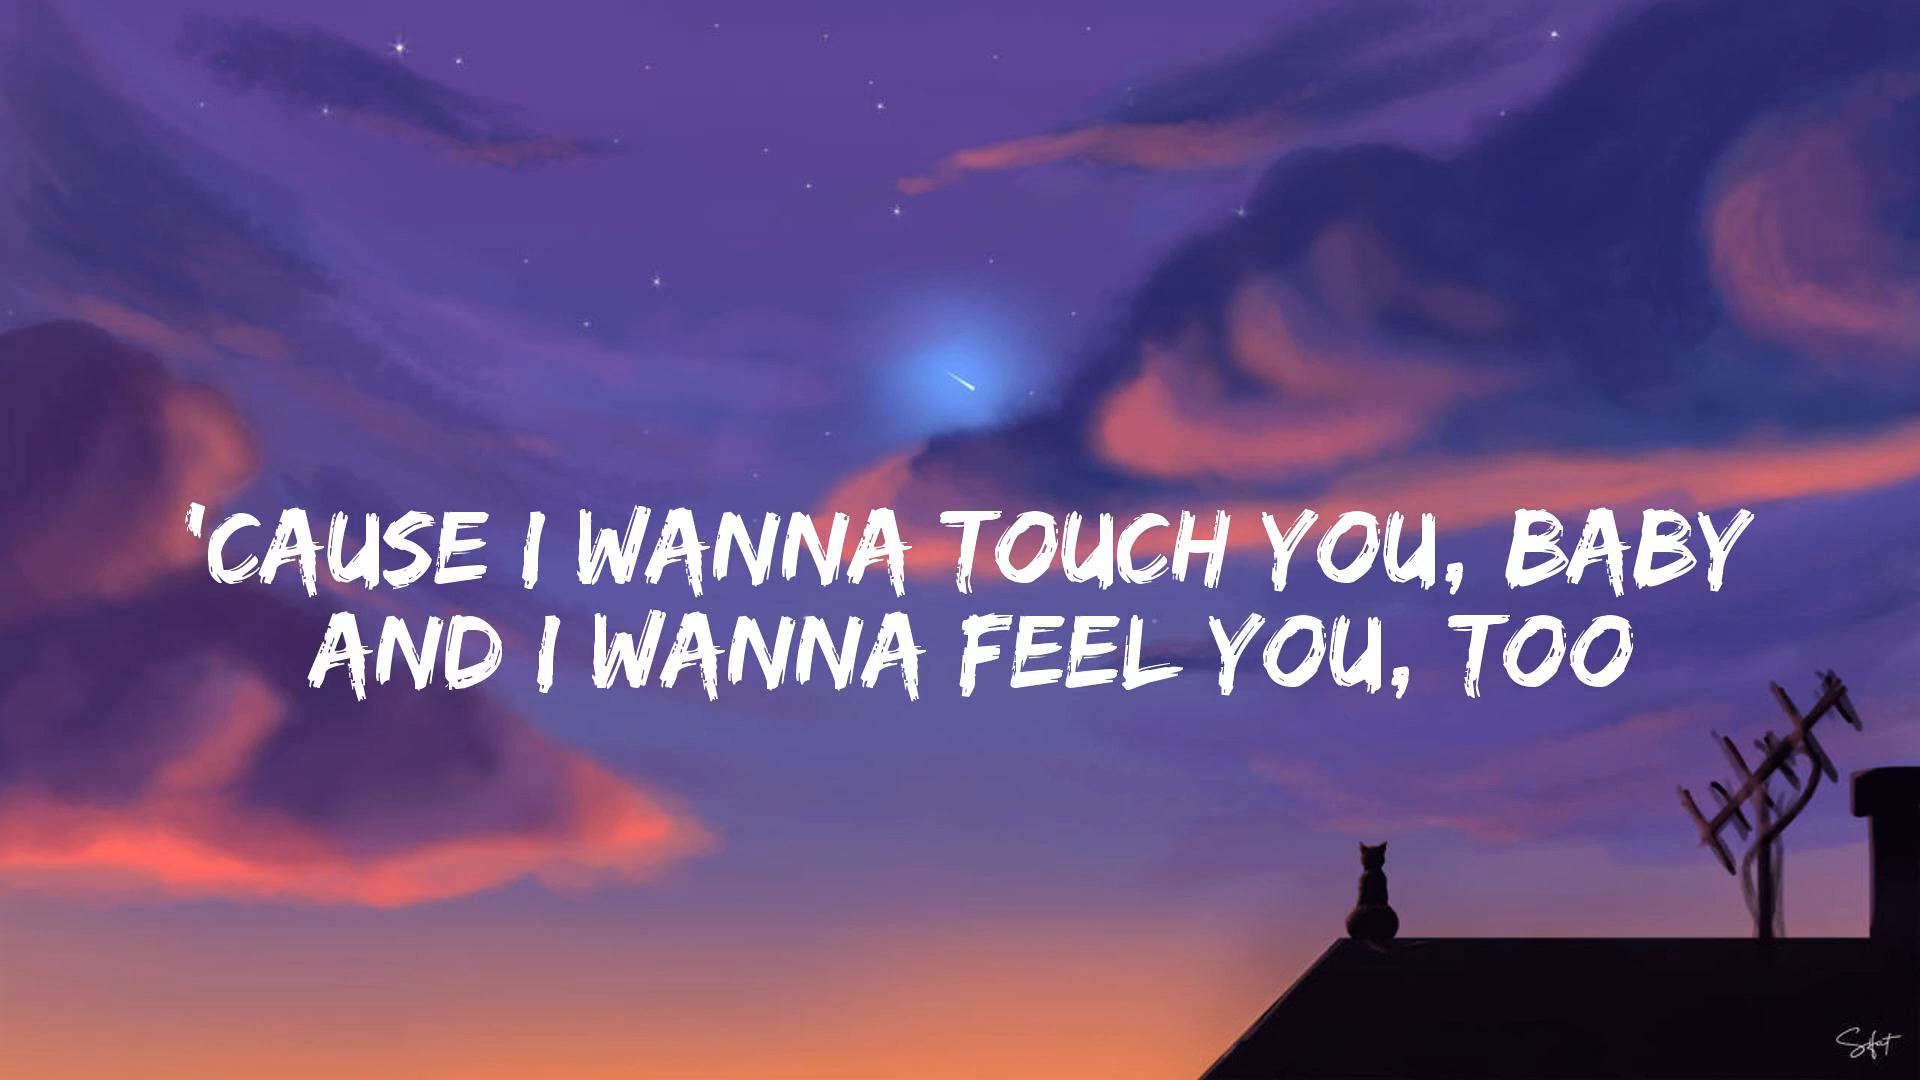 'CAUSE I WANNA TOUCH YOU, BABY
AND I WANNA FEEL YOU, TOO